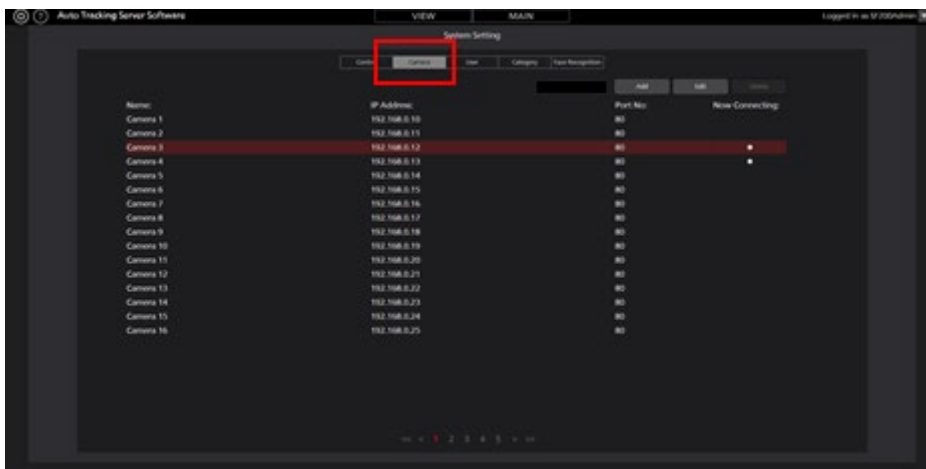 Auto Tracking Server Software VIEW MAIN Logged in as SF200Admin
System Setting
Camera User Category Face Recognition
Add Edit Delete
Name: IP Address: Port No: Now Connecting:
Camera 1 192.168.0.10 80
Camera 2 192.168.0.11 80
Camera 3 192.168.0.12 80
Camera 4 192.168.0.13 80
Camera 5 192.168.0.14 80
Camera 6 192.168.0.15 80
Camera 7 192.168.0.16 80
Camera 8 192.168.0.17 80
Camera 9 192.168.0.18 80
Camera 10 192.168.0.19 80
Camera 11 192.168.0.20 80
Camera 12 192.168.0.21 80
Camera 13 192.168.0.22 80
Camera 14 192.168.0.23 80
Camera 15 192.168.0.24 80
Camera 16 192.168.0.25 80
<< < 1 2 3 4 5 > >>